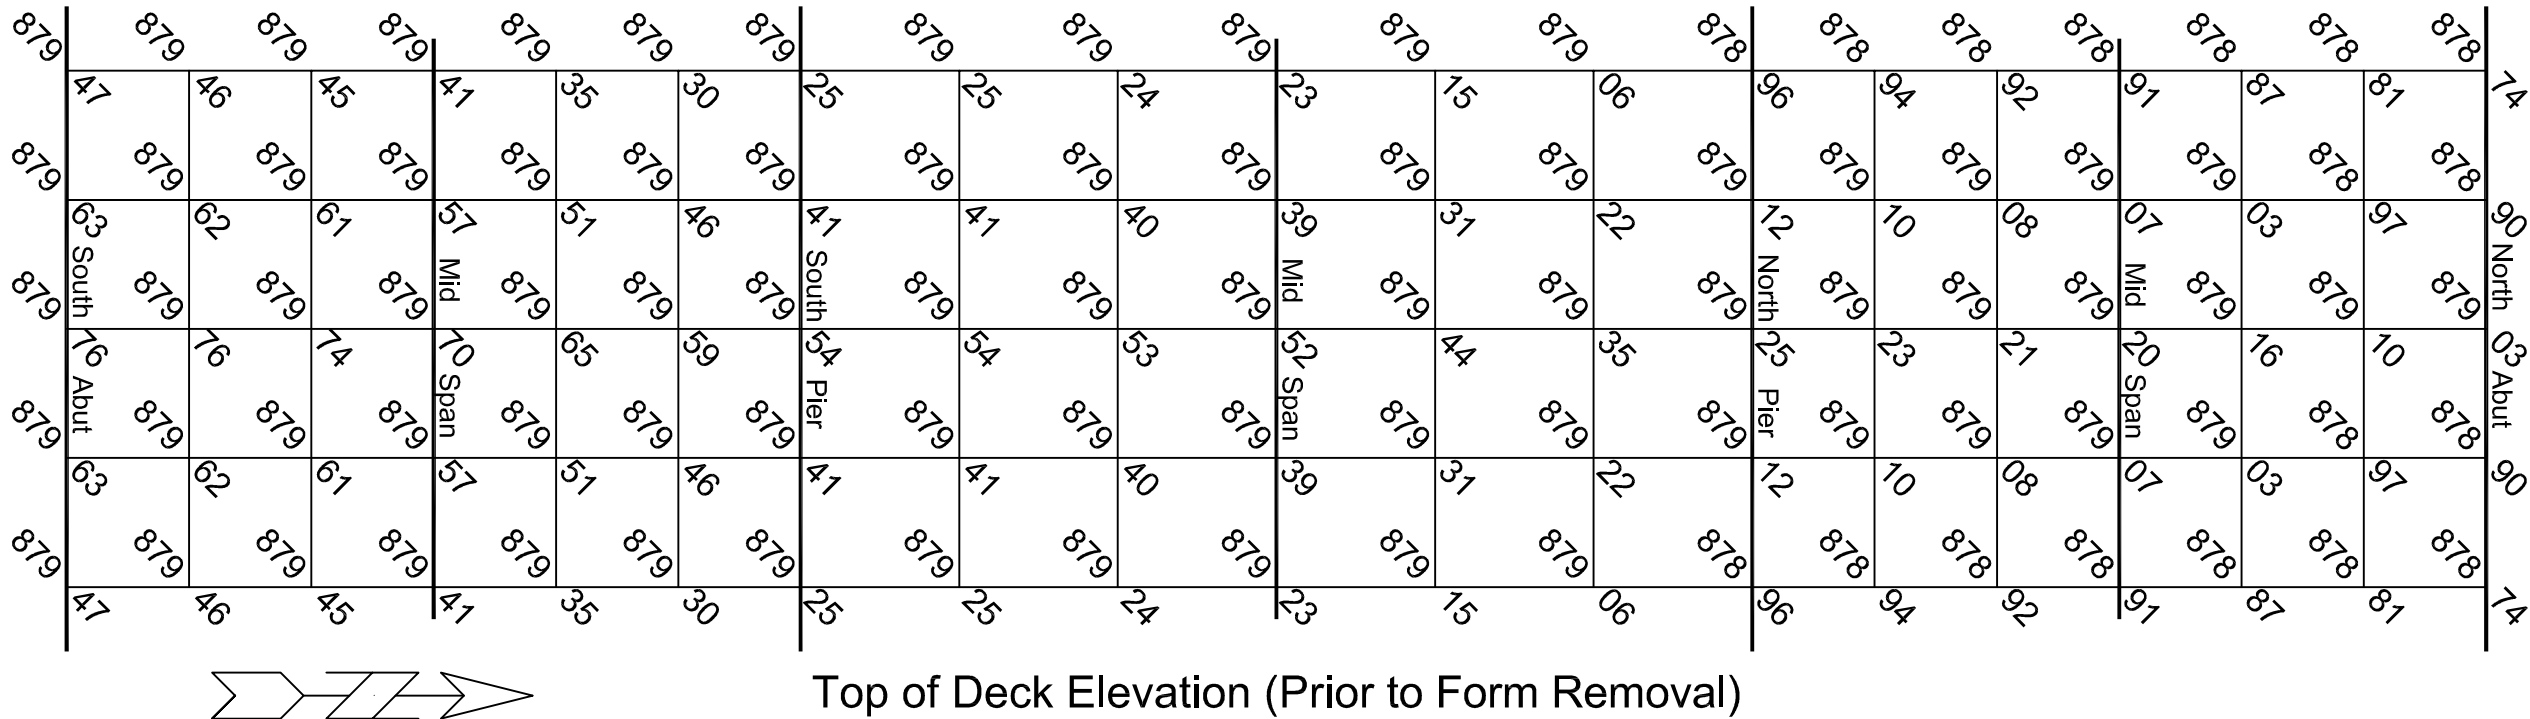 879 879 879 879 879 879 879 879 879 879 879 879 878 878 878 878 878 878 878
47 46 45 41 35 30 25 25 24 23 15 06 96 94 92 91 87 81 74
879 879 879 879 879 879 879 879 879 879 879 879 879 879 879 879 879 878 878
63 62 61 57 51 46 41 41 40 39 31 22 12 10 08 07 03 97 90
South Abut
Mid Span
South Pier
Mid Span
North Pier
Mid Span
North Abut
879 879 879 879 879 879 879 879 879 879 879 879 879 879 879 879 879 879 879
76 76 74 70 65 59 54 54 53 52 44 35 25 23 21 20 16 10 03
879 879 879 879 879 879 879 879 879 879 879 879 879 879 879 879 879 878 878
63 62 61 57 51 46 41 41 40 39 31 22 12 10 08 07 03 97 90
879 879 879 879 879 879 879 879 879 879 879 879 878 878 878 878 878 878 878
47 46 45 41 35 30 25 25 24 23 15 06 96 94 92 91 87 81 74
N
Top of Deck Elevation (Prior to Form Removal)